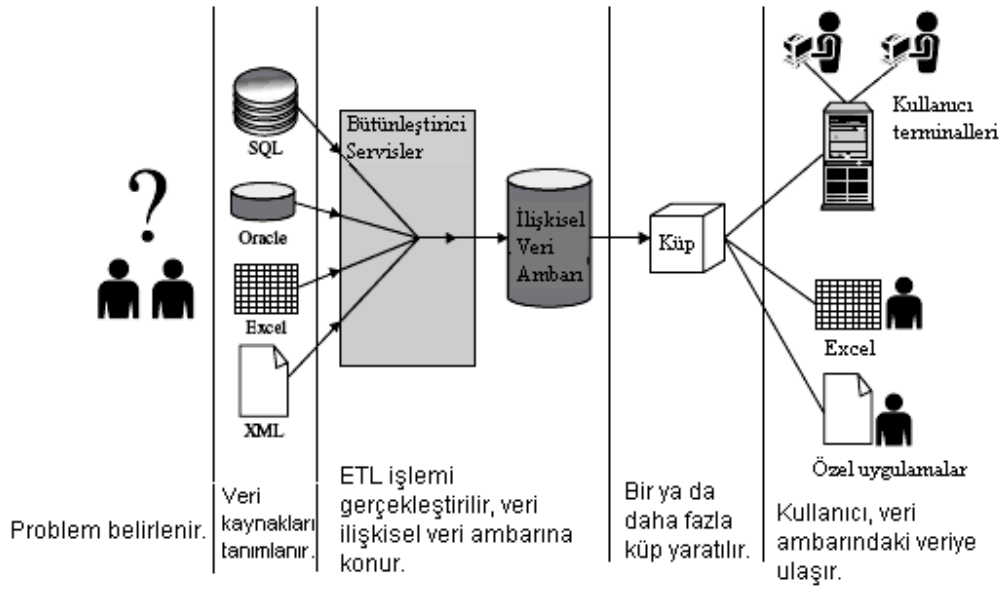 ?
Problem belirlenir.
SQL
Oracle
Excel
XML
Veri
kaynakları
tanımlanır.
Bütünleştirici
Servisler
İlişkisel
Veri
Ambarı
ETL işlemi
gerçekleştirilir, veri
ilişkisel veri ambarına
konur.
Küp
Bir ya da
daha fazla
küp yaratılır.
Kullanıcı
terminalleri
Excel
Özel uygulamalar
Kullanıcı, veri
ambarındaki veriye
ulaşır.